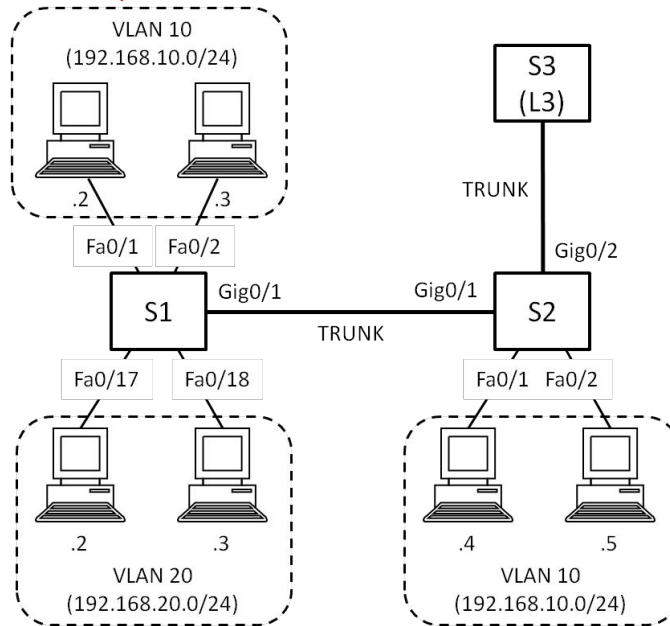 VLAN 10
(192.168.10.0/24)
.2
.3
Fa0/1
Fa0/2
S3
(L3)
TRUNK
Gig0/2
S1
Gig0/1
TRUNK
Gig0/1
S2
Fa0/17
Fa0/18
.2
.3
VLAN 20
(192.168.20.0/24)
Fa0/1
Fa0/2
.4
.5
VLAN 10
(192.168.10.0/24)